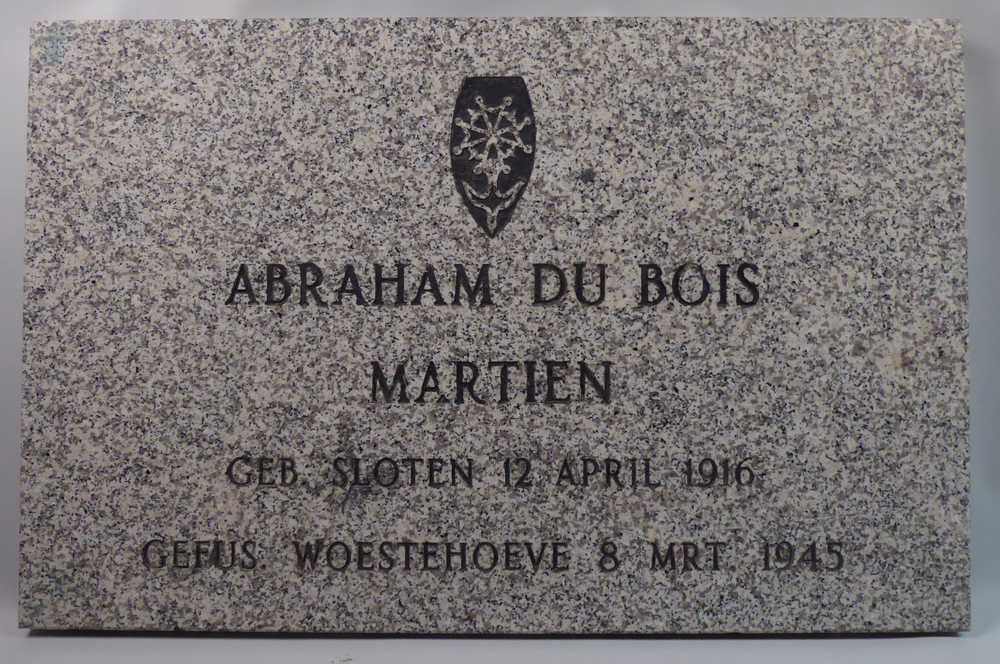 ABRAHAM DU BOIS
MARTIEN
GEB. SLOTEN 12 APRIL 1916.
GEFUS. WOESTEHOEVE 8 MRT. 1945